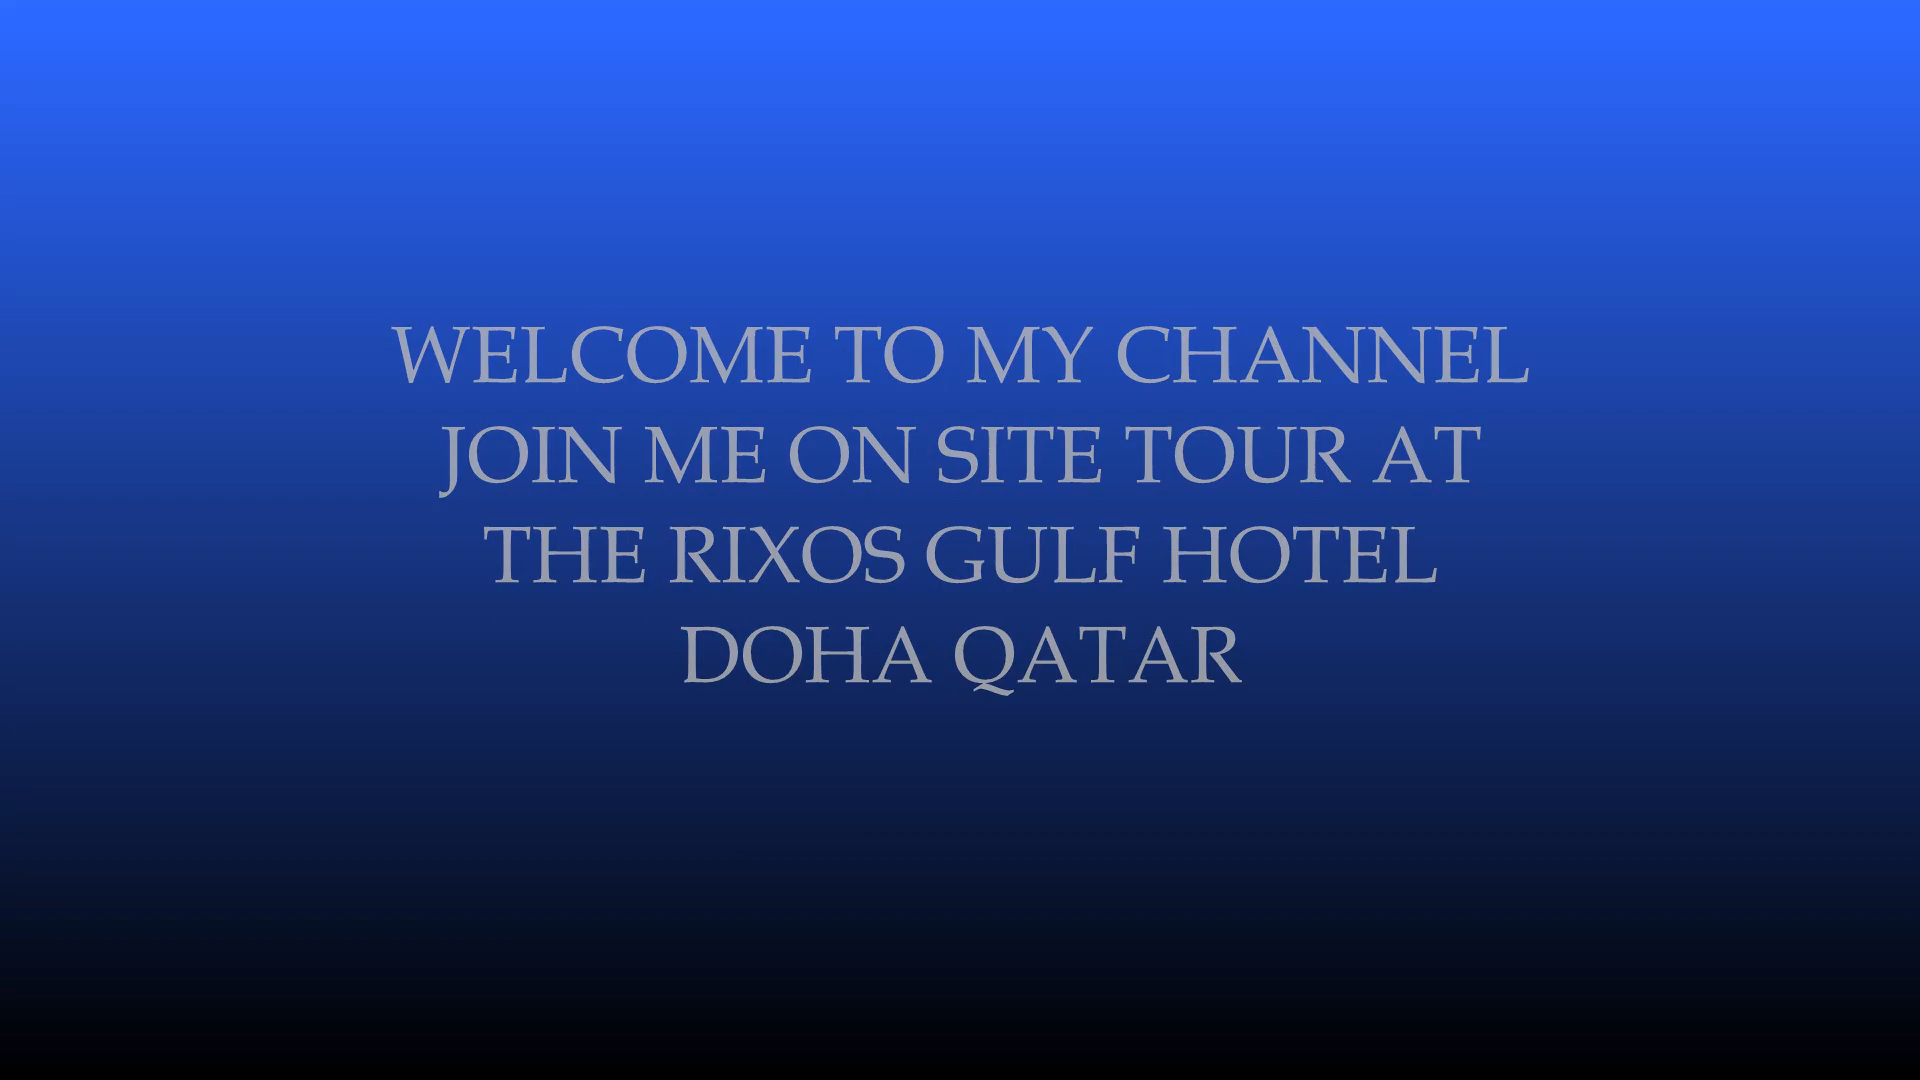 WELCOME TO MY CHANNEL
JOIN ME ON SITE TOUR AT
THE RIXOS GULF HOTEL
DOHA QATAR